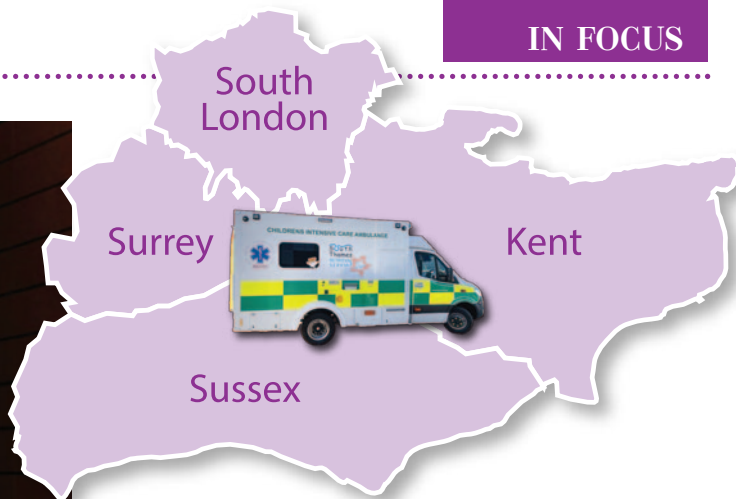 IN FOCUS
South
London
Surrey
Kent
CHILDRENS INTENSIVE CARE AMBULANCE
Sussex